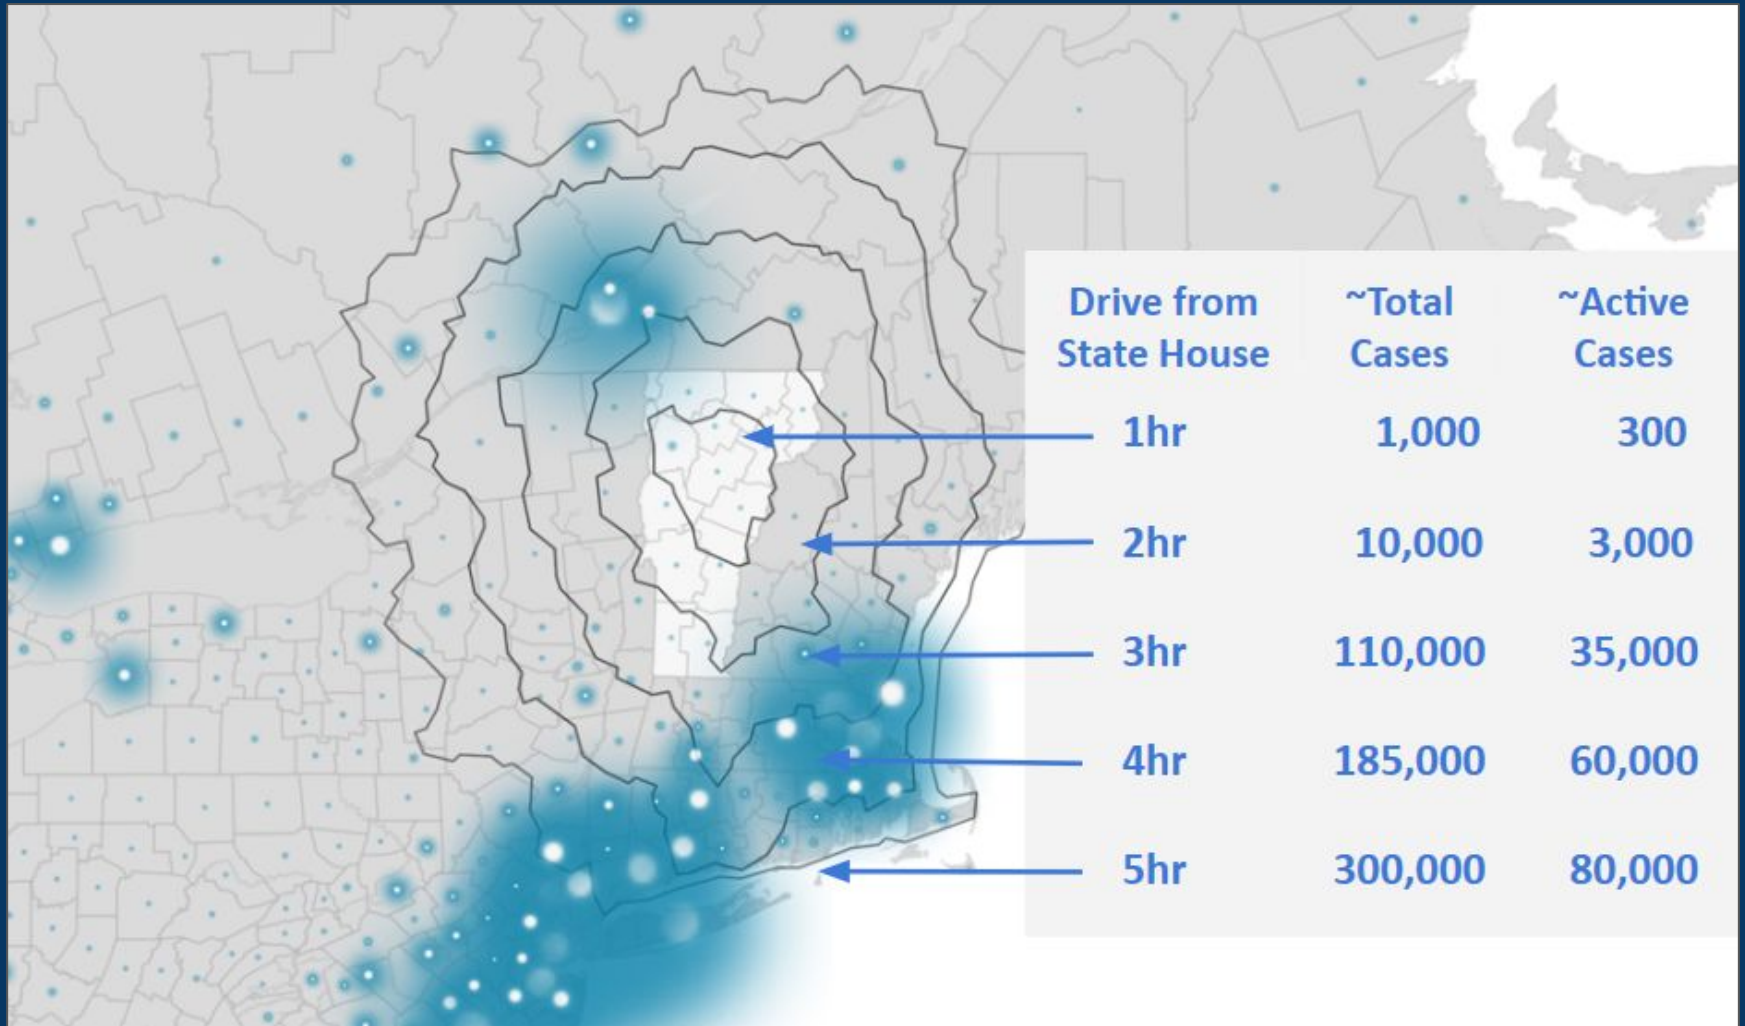 Drive from State House ~Total Cases ~Active Cases
1hr 1,000 300
2hr 10,000 3,000
3hr 110,000 35,000
4hr 185,000 60,000
5hr 300,000 80,000